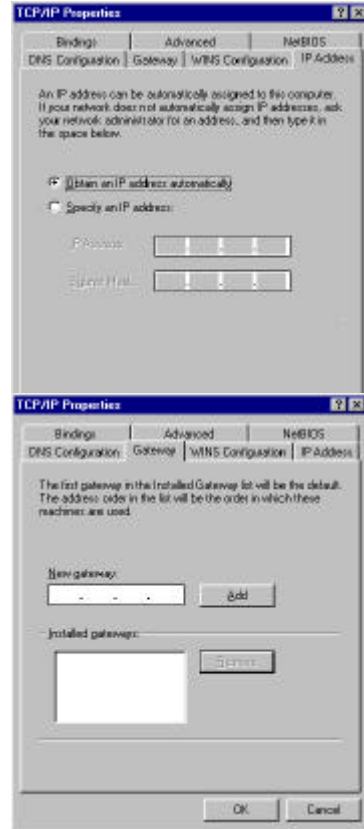 TCP/IP Properties
Bindings Advanced NetBIOS
DNS Configuration Gateway WINS Configuration IP Address
An IP address can be automatically assigned to this computer.
If your network does not automatically assign IP addresses, ask
your network administrator for an address, and then type it in
the space below.
Obtain an IP address automatically
Specify an IP address:
IP Address:
Subnet Mask:
TCP/IP Properties
Bindings Advanced NetBIOS
DNS Configuration Gateway WINS Configuration IP Address
The first gateway in the Installed Gateway list will be the default.
The address order in the list will be the order in which these
machines are used.
New gateway:
Add
Installed gateways:
Remove
OK Cancel